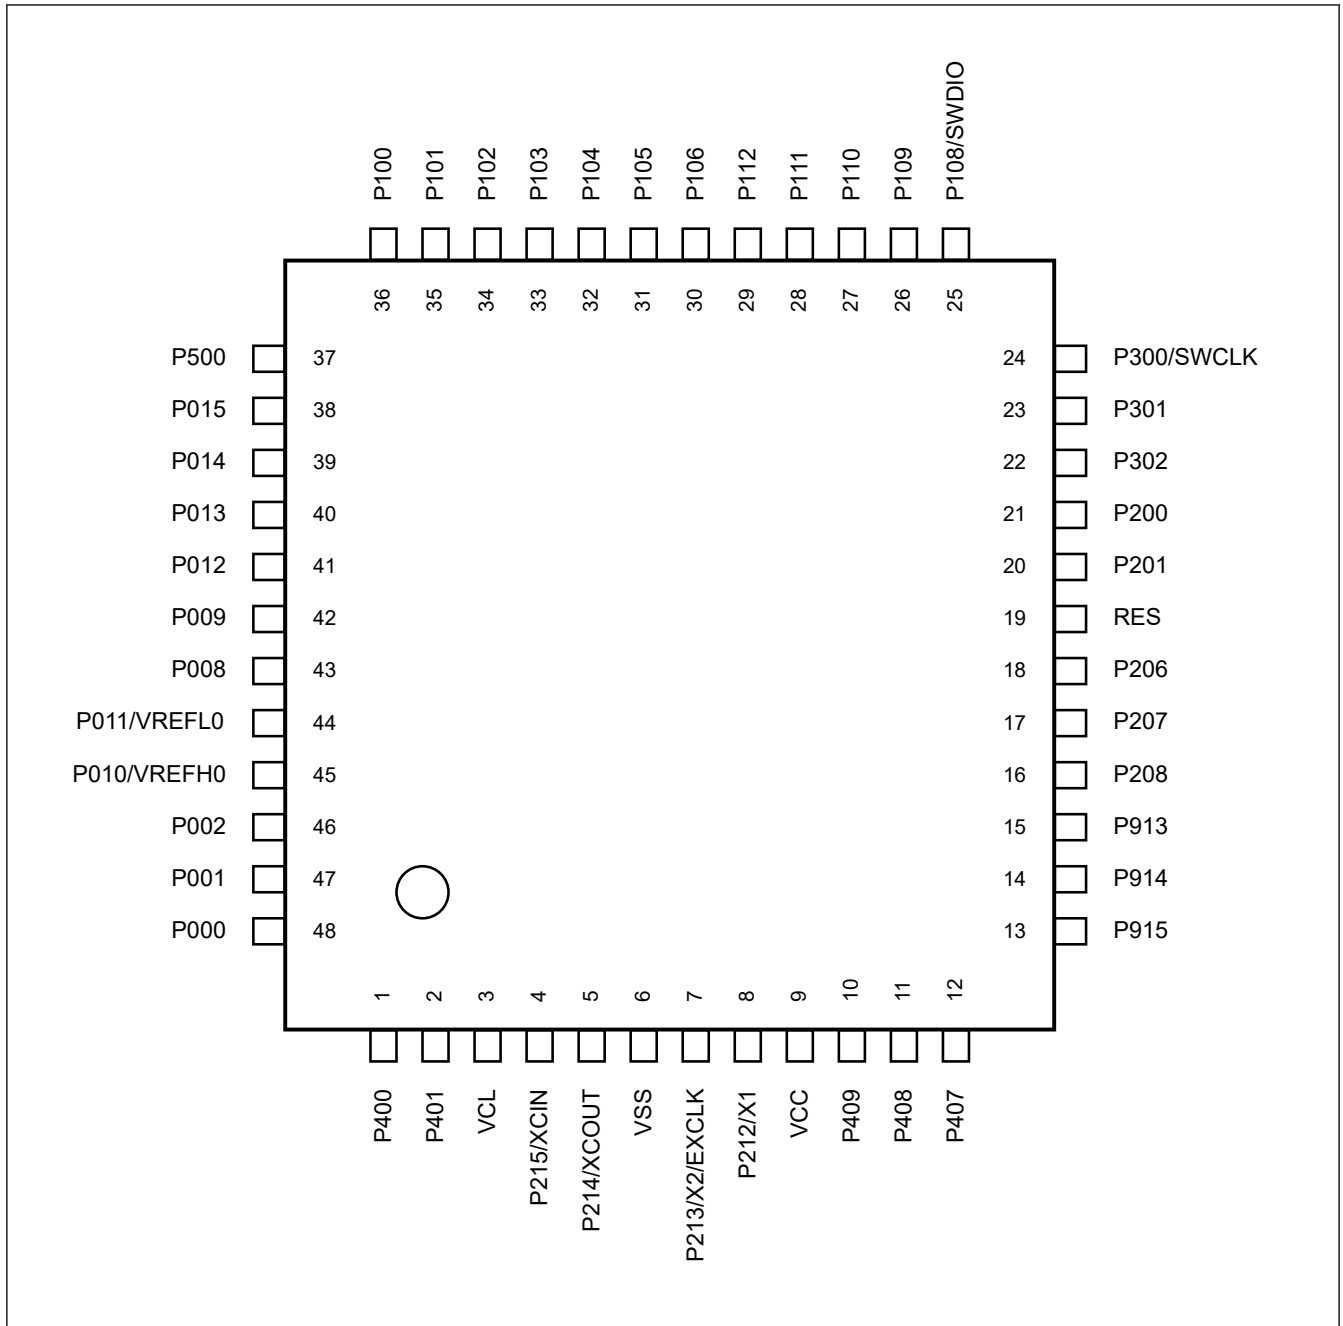 P100 P101 P102 P103 P104 P105 P106 P112 P111 P110 P109 P108/SWDIO
36 35 34 33 32 31 30 29 28 27 26 25
P500 37 24 P300/SWCLK
P015 38 23 P301
P014 39 22 P302
P013 40 21 P200
P012 41 20 P201
P009 42 19 RES
P008 43 18 P206
P011/VREFL0 44 17 P207
P010/VREFH0 45 16 P208
P002 46 15 P913
P001 47 14 P914
P000 48 13 P915
1 2 3 4 5 6 7 8 9 10 11 12
P400 P401 VCL P215/XCIN P214/XCOUT VSS P213/X2/EXCLK P212/X1 VCC P409 P408 P407